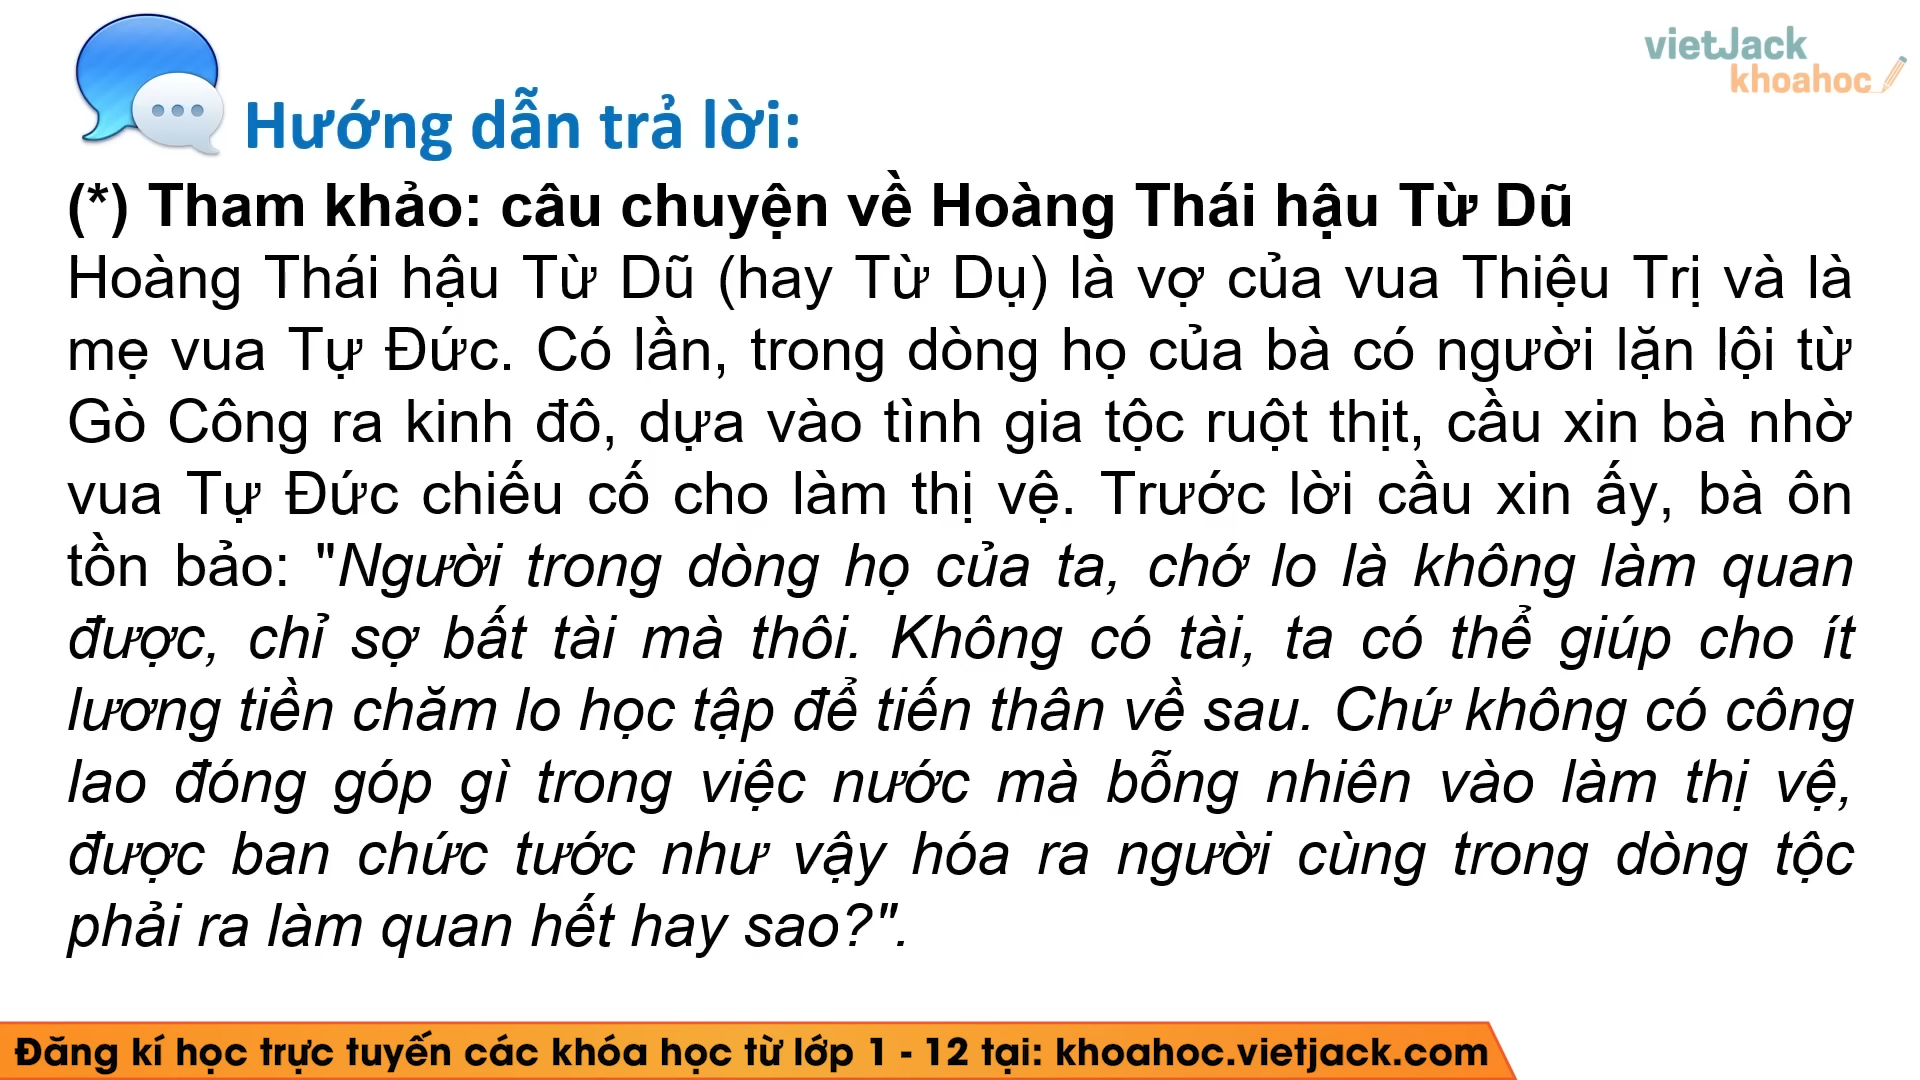 vietJack
khoahoc
Hướng dẫn trả lời:
(*) Tham khảo: câu chuyện về Hoàng Thái hậu Từ Dũ
Hoàng Thái hậu Từ Dũ (hay Từ Dụ) là vợ của vua Thiệu Trị và là
mẹ vua Tự Đức. Có lần, trong dòng họ của bà có người lặn lội từ
Gò Công ra kinh đô, dựa vào tình gia tộc ruột thịt, cầu xin bà nhờ
vua Tự Đức chiếu cố cho làm thị vệ. Trước lời cầu xin ấy, bà ôn
tồn bảo: "Người trong dòng họ của ta, chớ lo là không làm quan
được, chỉ sợ bất tài mà thôi. Không có tài, ta có thể giúp cho ít
lương tiền chăm lo học tập để tiến thân về sau. Chứ không có công
lao đóng góp gì trong việc nước mà bỗng nhiên vào làm thị vệ,
được ban chức tước như vậy hóa ra người cùng trong dòng tộc
phải ra làm quan hết hay sao?".
Đăng kí học trực tuyến các khóa học từ lớp 1 - 12 tại: khoahoc.vietjack.com